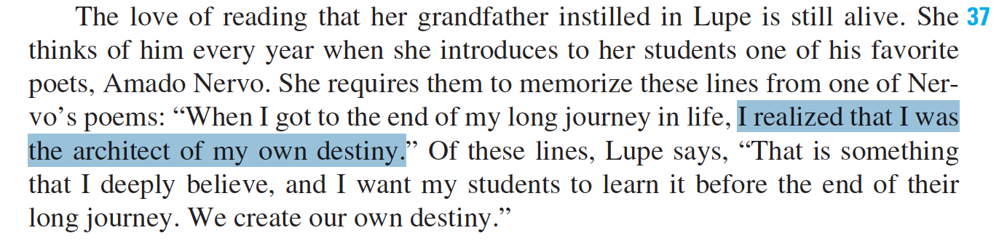 The love of reading that her grandfather instilled in Lupe is still alive. She 37
thinks of him every year when she introduces to her students one of his favorite
poets, Amado Nervo. She requires them to memorize these lines from one of Ner-
vo’s poems: “When I got to the end of my long journey in life, I realized that I was
the architect of my own destiny.” Of these lines, Lupe says, “That is something
that I deeply believe, and I want my students to learn it before the end of their
long journey. We create our own destiny.”